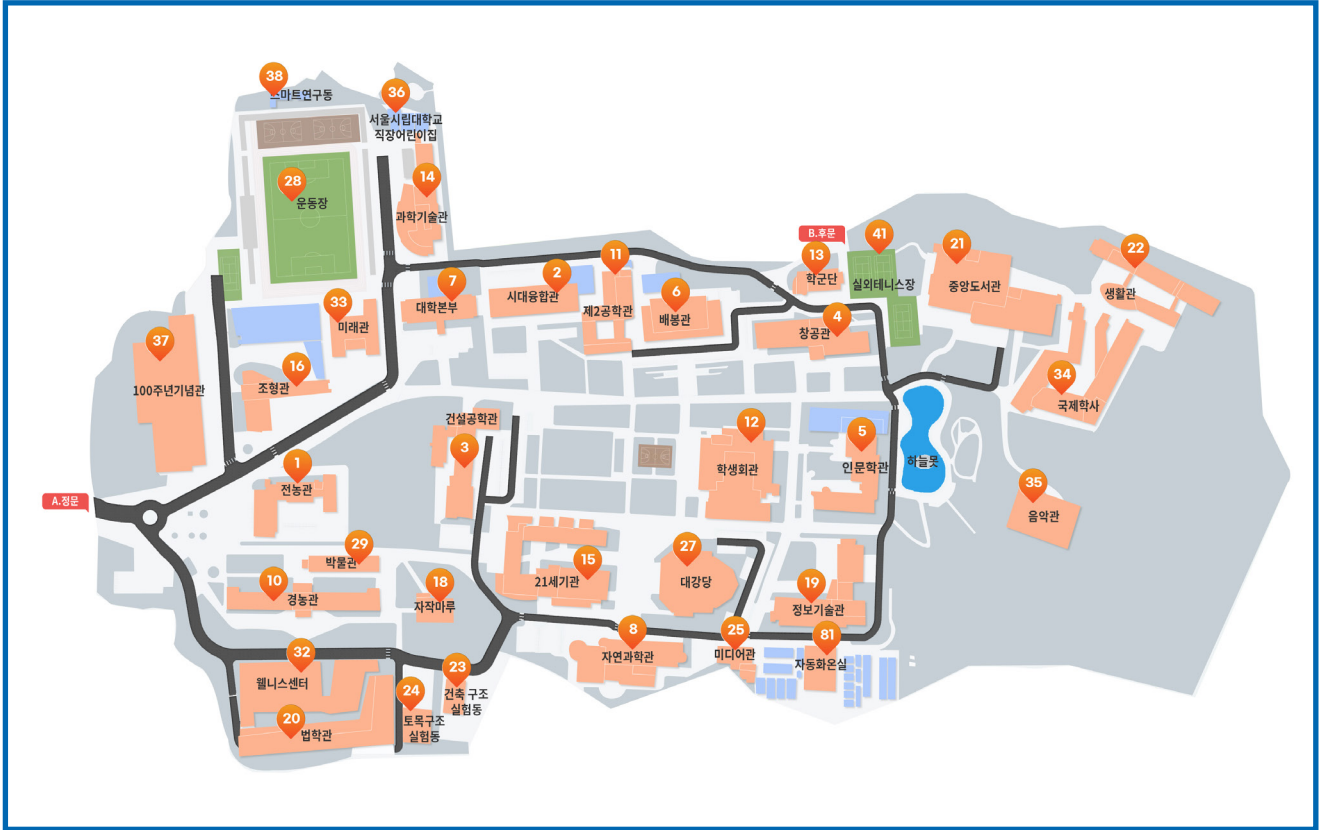 38
스마트연구동
36
서울시립대학교
직장어린이집
28
운동장
14
과학기술관
B.후문
41
실외테니스장
13
학군단
21
중앙도서관
22
생활관
7
대학본부
2
시대융합관
11
제2공학관
6
배봉관
4
창공관
33
미래관
37
100주년기념관
16
조형관
34
국제학사
건설공학관
3
12
학생회관
5
인문학관
하늘못
1
전농관
A.정문
35
음악관
29
박물관
10
경농관
18
자작마루
15
21세기관
27
대강당
19
정보기술관
8
자연과학관
25
미디어관
81
자동화온실
32
웰니스센터
23
건축 구조
실험동
24
토목구조
실험동
20
법학관